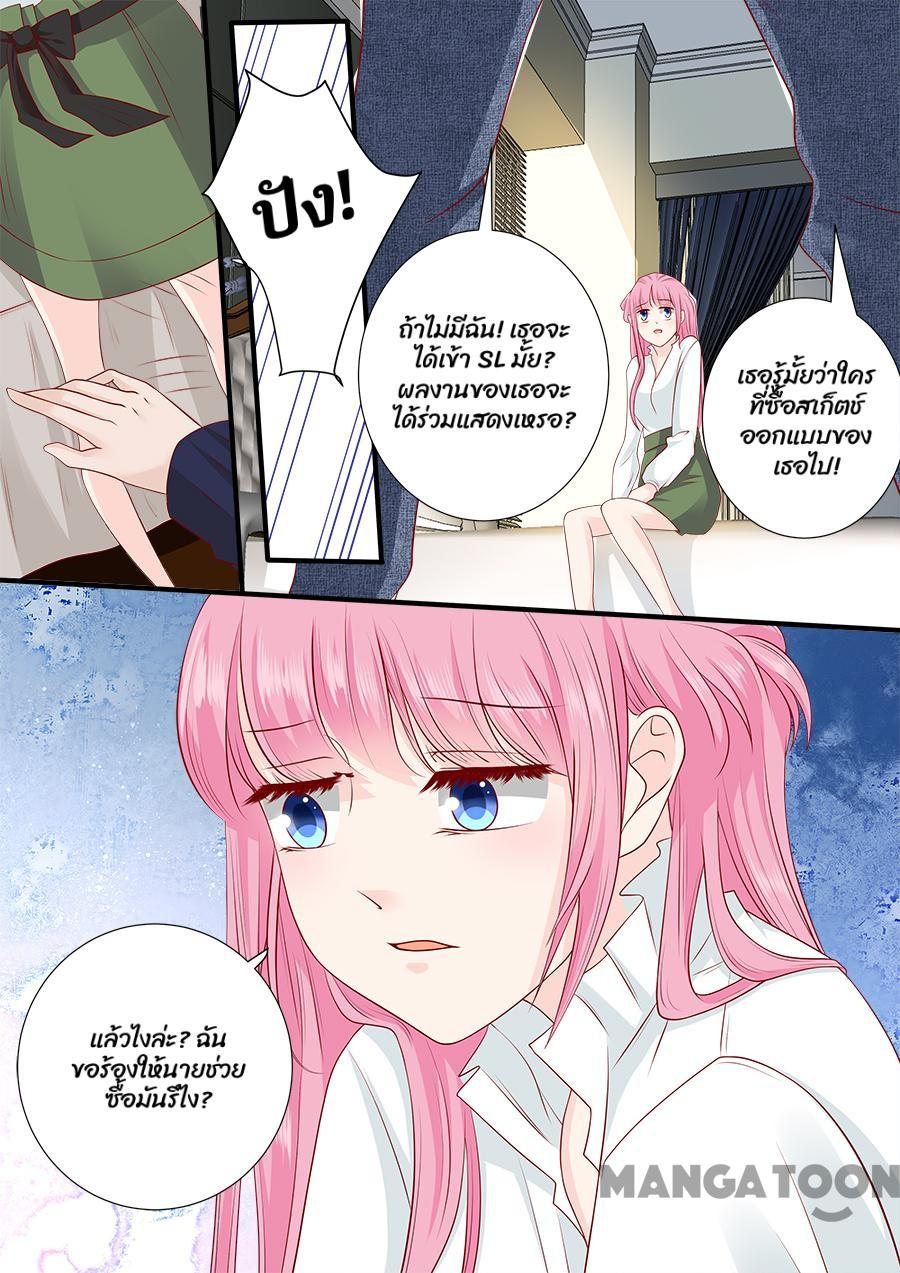 ปัง!
ถ้าไม่มีฉัน! เธอจะ
ได้เข้า SL มั้ย?
ผลงานของเธอจะ
ได้ร่วมแสดงเหรอ?
เธอรู้มั้ยว่าใคร
ที่ซื้อสเก็ตช์
ออกแบบของ
เธอไป!
แล้วไงล่ะ? ฉัน
ขอร้องให้นายช่วย
ซื้อมันรึไง?
MANGATOON